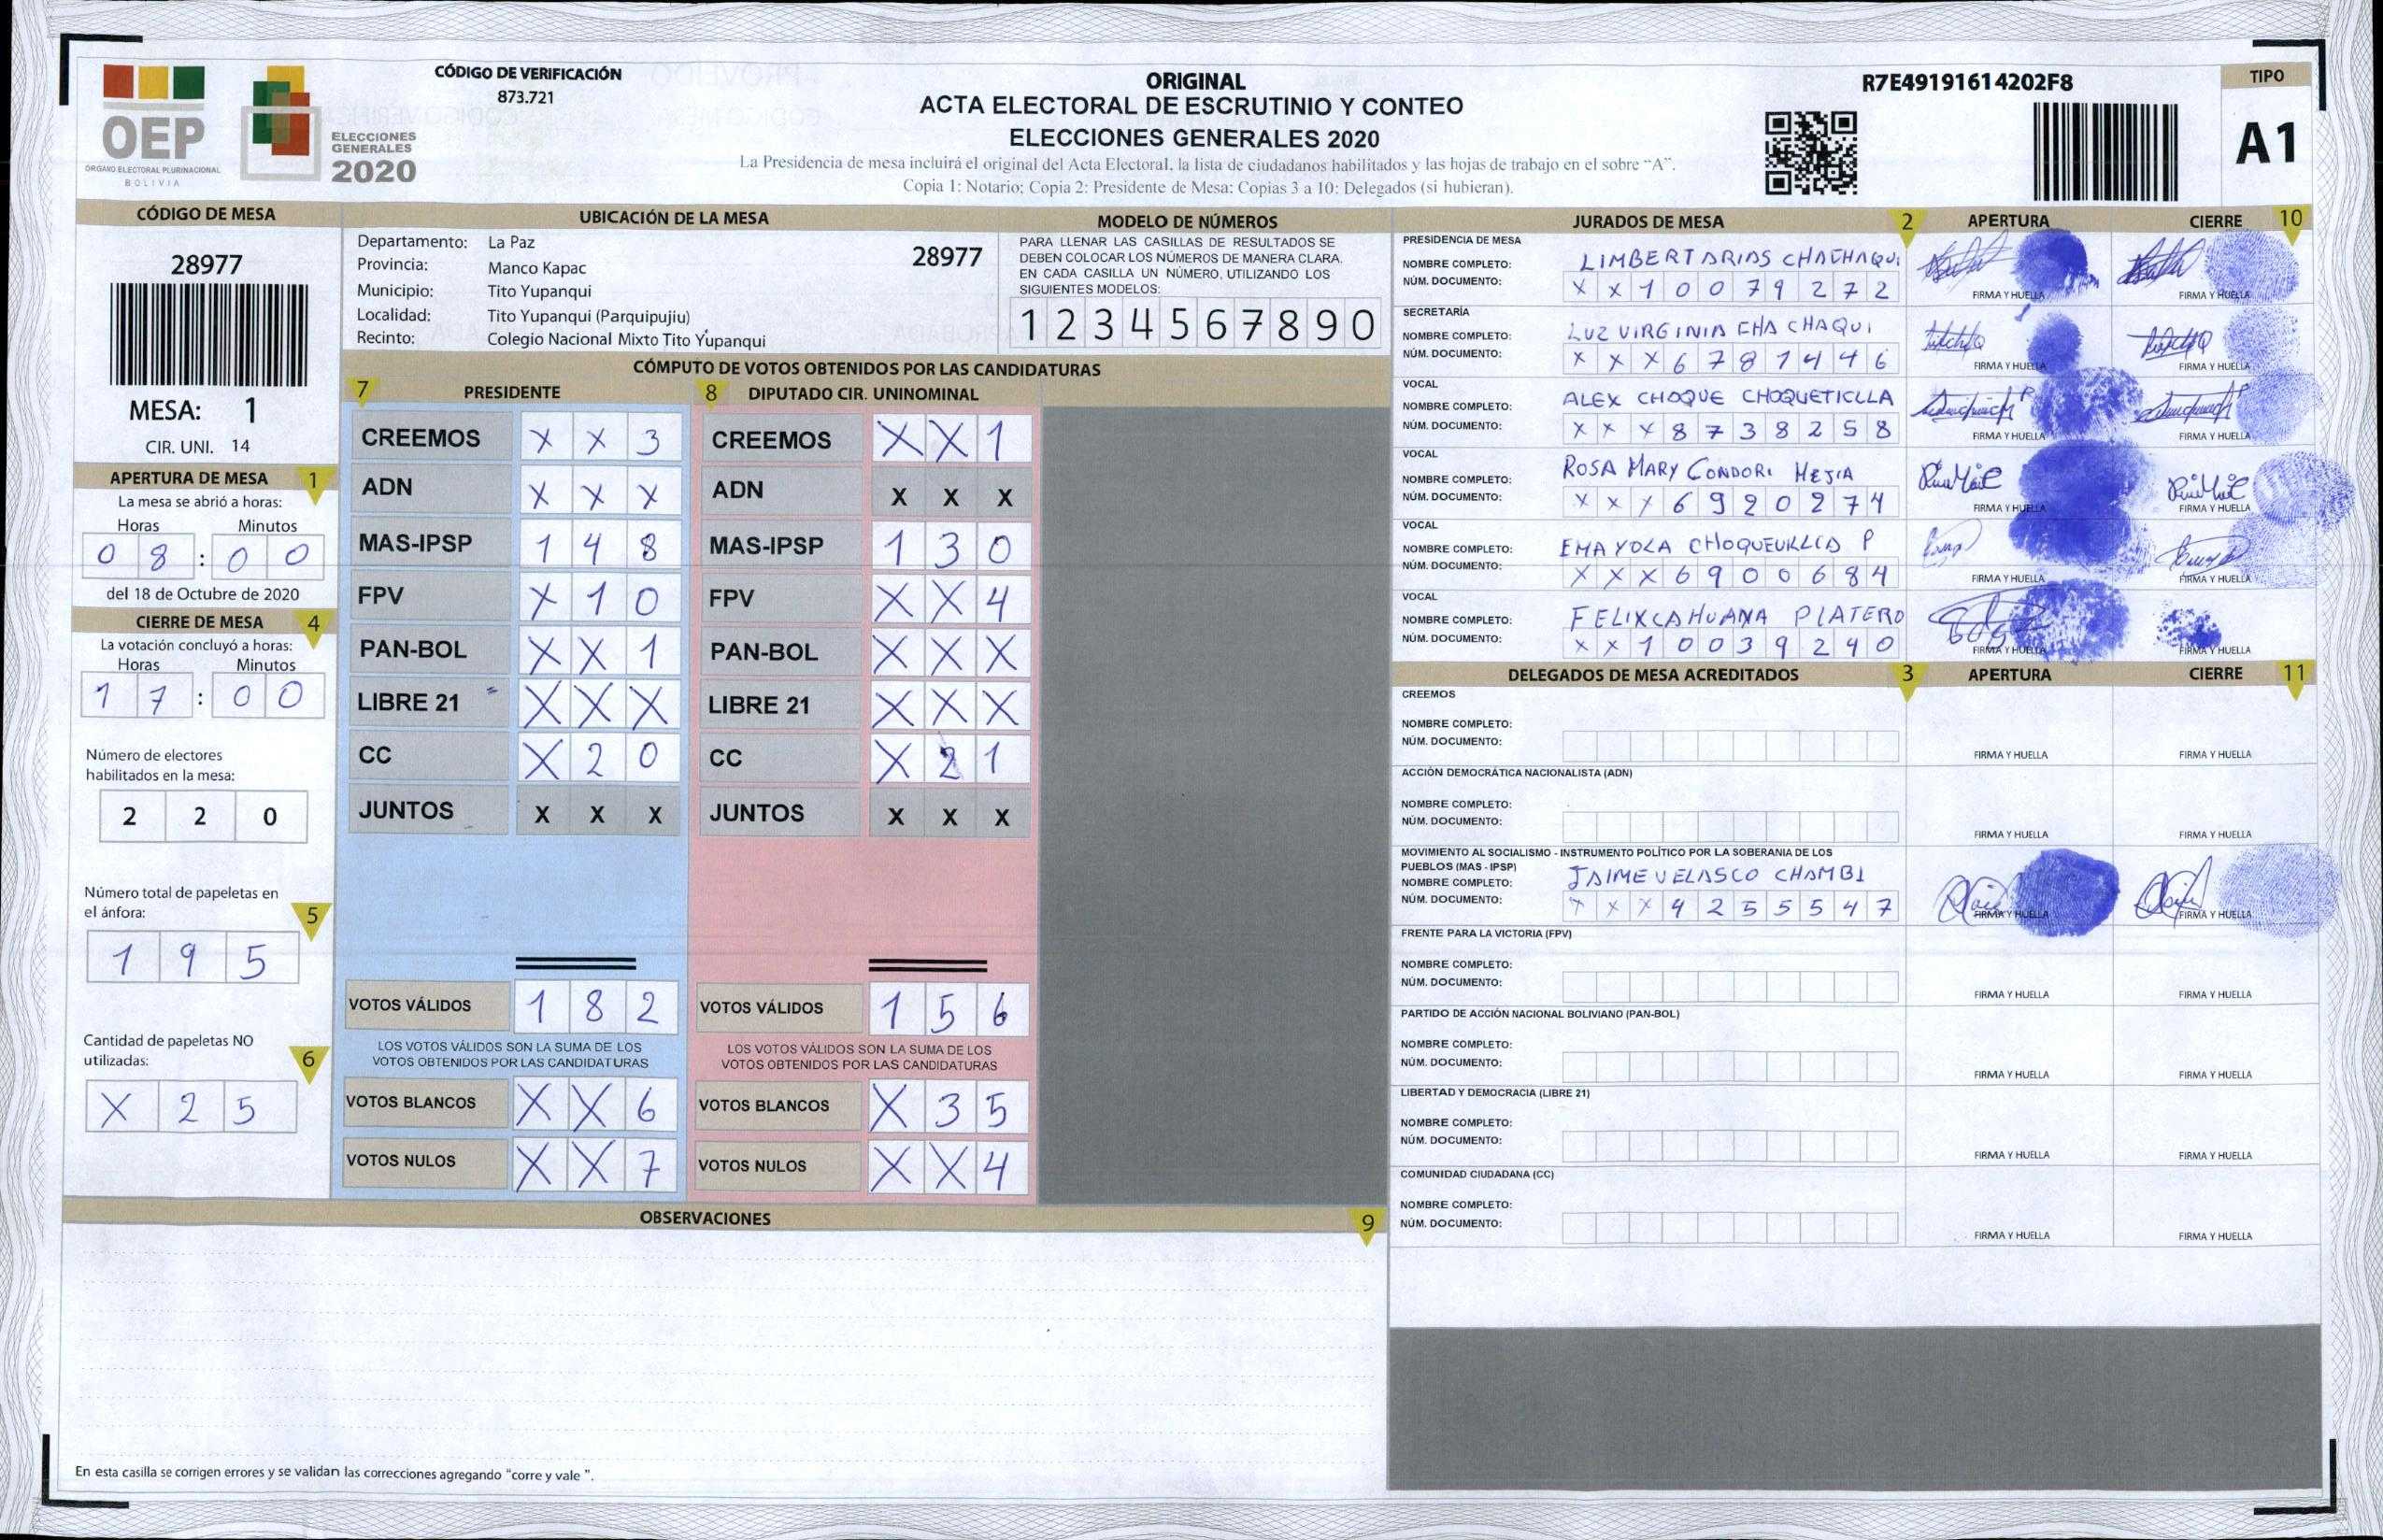 CÓDIGO DE VERIFICACIÓN
873.721
OEP
ÓRGANO ELECTORAL PLURINACIONAL
BOLIVIA
ELECCIONES
GENERALES
2020
ORIGINAL
ACTA ELECTORAL DE ESCRUTINIO Y CONTEO
ELECCIONES GENERALES 2020
La Presidencia de mesa incluirá el original del Acta Electoral, la lista de ciudadanos habilitados y las hojas de trabajo en el sobre “A”.
Copia 1: Notario; Copia 2: Presidente de Mesa; Copias 3 a 10: Delegados (si hubieran).
R7E49191614202F8
TIPO
A1
CÓDIGO DE MESA
28977
MESA: 1
CIR. UNI. 14
APERTURA DE MESA 1
La mesa se abrió a horas:
Horas Minutos
0 8 : 0 0
del 18 de Octubre de 2020
CIERRE DE MESA 4
La votación concluyó a horas:
Horas Minutos
1 7 : 0 0
Número de electores
habilitados en la mesa:
2 2 0
Número total de papeletas en
el ánfora: 5
1 9 5
Cantidad de papeletas NO
utilizadas: 6
X 2 5
UBICACIÓN DE LA MESA
Departamento: La Paz 28977
Provincia: Manco Kapac
Municipio: Tito Yupanqui
Localidad: Tito Yupanqui (Parquipujiu)
Recinto: Colegio Nacional Mixto Tito Yupanqui
MODELO DE NÚMEROS
PARA LLENAR LAS CASILLAS DE RESULTADOS SE
DEBEN COLOCAR LOS NÚMEROS DE MANERA CLARA.
EN CADA CASILLA UN NÚMERO, UTILIZANDO LOS
SIGUIENTES MODELOS:
1 2 3 4 5 6 7 8 9 0
CÓMPUTO DE VOTOS OBTENIDOS POR LAS CANDIDATURAS
7 PRESIDENTE
CREEMOS X X 3
ADN X X X
MAS-IPSP 1 4 8
FPV X 1 0
PAN-BOL X X 1
LIBRE 21 X X X
CC X 2 0
JUNTOS X X X
VOTOS VÁLIDOS 1 8 2
LOS VOTOS VÁLIDOS SON LA SUMA DE LOS
VOTOS OBTENIDOS POR LAS CANDIDATURAS
VOTOS BLANCOS X X 6
VOTOS NULOS X X 7
8 DIPUTADO CIR. UNINOMINAL
CREEMOS X X 1
ADN X X X
MAS-IPSP 1 3 0
FPV X X 4
PAN-BOL X X X
LIBRE 21 X X X
CC X 2 1
JUNTOS X X X
VOTOS VÁLIDOS 1 5 6
LOS VOTOS VÁLIDOS SON LA SUMA DE LOS
VOTOS OBTENIDOS POR LAS CANDIDATURAS
VOTOS BLANCOS X 3 5
VOTOS NULOS X X 4
OBSERVACIONES 9
En esta casilla se corrigen errores y se validan las correcciones agregando “corre y vale ”.
JURADOS DE MESA 2 APERTURA CIERRE 10
PRESIDENCIA DE MESA
NOMBRE COMPLETO: LIMBERT ARIAS CHACHAQUI
NÚM. DOCUMENTO: X X 1 0 0 7 9 2 7 2
FIRMA Y HUELLA FIRMA Y HUELLA
SECRETARÍA
NOMBRE COMPLETO: LUZ VIRGINIA CHA CHAQUI
NÚM. DOCUMENTO: X X X 6 7 8 1 4 4 6
FIRMA Y HUELLA FIRMA Y HUELLA
VOCAL
NOMBRE COMPLETO: ALEX CHOQUE CHOQUETICLLA
NÚM. DOCUMENTO: X X X 8 7 3 8 2 5 8
FIRMA Y HUELLA FIRMA Y HUELLA
VOCAL
NOMBRE COMPLETO: ROSA MARY CONDORI MEJIA
NÚM. DOCUMENTO: X X X 6 9 2 0 2 7 4
FIRMA Y HUELLA FIRMA Y HUELLA
VOCAL
NOMBRE COMPLETO: EMA YOLA P
NÚM. DOCUMENTO: X X X 6 9 0 0 6 8 4
FIRMA Y HUELLA FIRMA Y HUELLA
VOCAL
NOMBRE COMPLETO: FELIX CAHUANA PLATERO
NÚM. DOCUMENTO: X X 1 0 0 3 9 2 4 0
FIRMA Y HUELLA FIRMA Y HUELLA
DELEGADOS DE MESA ACREDITADOS 3 APERTURA CIERRE 11
CREEMOS
NOMBRE COMPLETO:
NÚM. DOCUMENTO:
FIRMA Y HUELLA FIRMA Y HUELLA
ACCIÓN DEMOCRÁTICA NACIONALISTA (ADN)
NOMBRE COMPLETO:
NÚM. DOCUMENTO:
FIRMA Y HUELLA FIRMA Y HUELLA
MOVIMIENTO AL SOCIALISMO - INSTRUMENTO POLÍTICO POR LA SOBERANIA DE LOS
PUEBLOS (MAS - IPSP)
NOMBRE COMPLETO: JAIME VELASCO CHAMBI
NÚM. DOCUMENTO: X X X 4 2 5 5 5 4 7
FIRMA Y HUELLA FIRMA Y HUELLA
FRENTE PARA LA VICTORIA (FPV)
NOMBRE COMPLETO:
NÚM. DOCUMENTO:
FIRMA Y HUELLA FIRMA Y HUELLA
PARTIDO DE ACCIÓN NACIONAL BOLIVIANO (PAN-BOL)
NOMBRE COMPLETO:
NÚM. DOCUMENTO:
FIRMA Y HUELLA FIRMA Y HUELLA
LIBERTAD Y DEMOCRACIA (LIBRE 21)
NOMBRE COMPLETO:
NÚM. DOCUMENTO:
FIRMA Y HUELLA FIRMA Y HUELLA
COMUNIDAD CIUDADANA (CC)
NOMBRE COMPLETO:
NÚM. DOCUMENTO:
FIRMA Y HUELLA FIRMA Y HUELLA